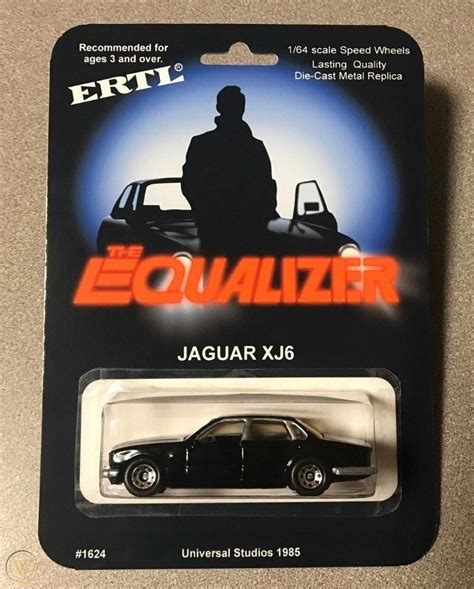 Recommended for
ages 3 and over.
ERTL®
1/64 scale Speed Wheels
Lasting Quality
Die-Cast Metal Replica
THE
EQUALIZER
JAGUAR XJ6
#1624
Universal Studios 1985